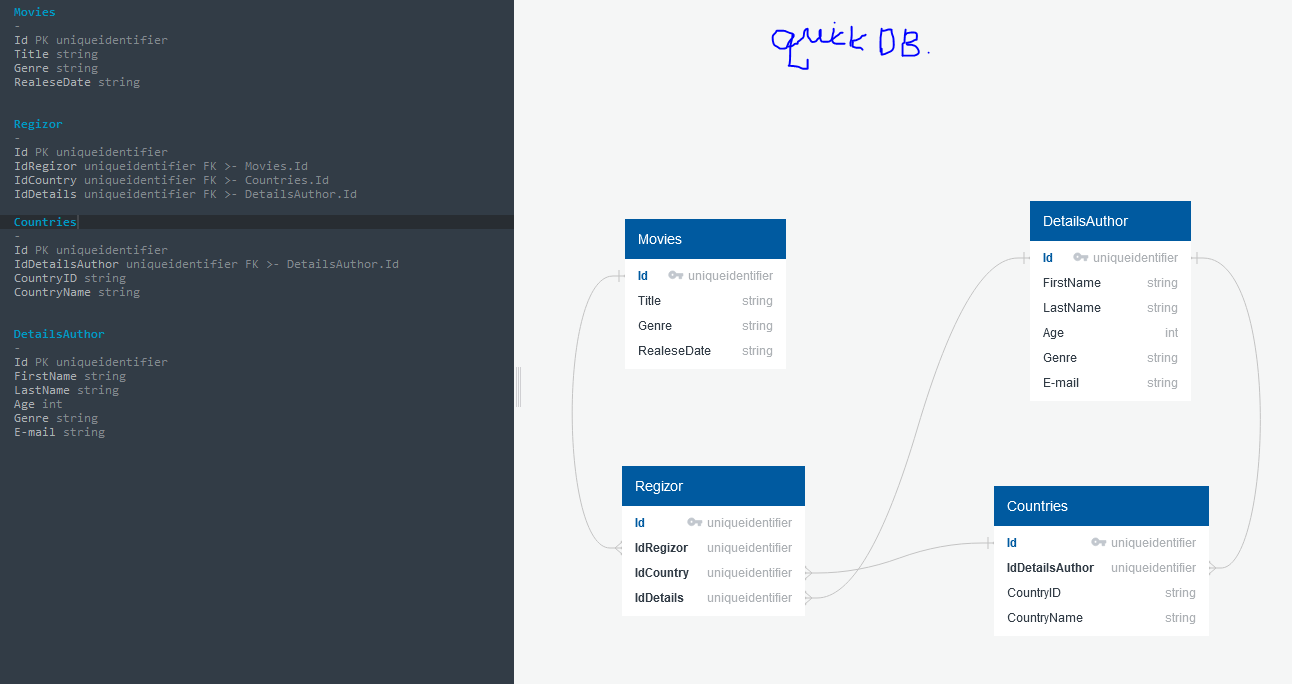 Movies
-
Id PK uniqueidentifier
Title string
Genre string
RealeseDate string
Regizor
-
Id PK uniqueidentifier
IdRegizor uniqueidentifier FK >- Movies.Id
IdCountry uniqueidentifier FK >- Countries.Id
IdDetails uniqueidentifier FK >- DetailsAuthor.Id
Countries
-
Id PK uniqueidentifier
IdDetailsAuthor uniqueidentifier FK >- DetailsAuthor.Id
CountryID string
CountryName string
DetailsAuthor
-
Id PK uniqueidentifier
FirstName string
LastName string
Age int
Genre string
E-mail string
quick DB.
Movies
Id uniqueidentifier
Title string
Genre string
RealeseDate string
DetailsAuthor
Id uniqueidentifier
FirstName string
LastName string
Age int
Genre string
E-mail string
Regizor
Id uniqueidentifier
IdRegizor uniqueidentifier
IdCountry uniqueidentifier
IdDetails uniqueidentifier
Countries
Id uniqueidentifier
IdDetailsAuthor uniqueidentifier
CountryID string
CountryName string